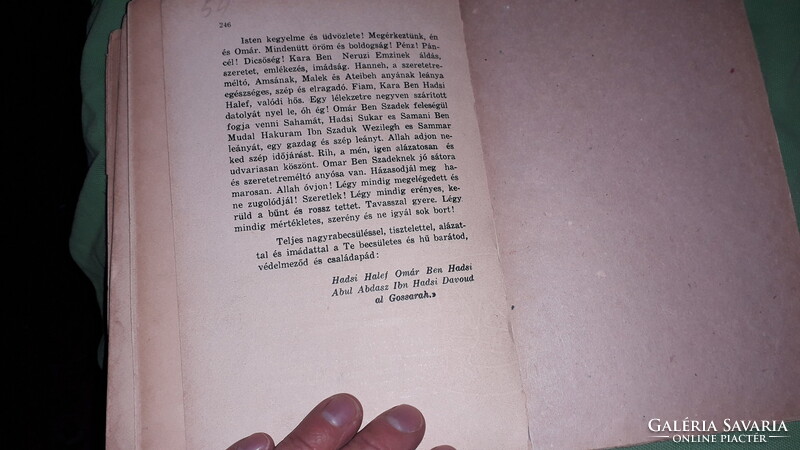 246
Isten kegyelme és üdvözlete! Megérkeztünk, én
és Omár. Mindenütt öröm és boldogság! Pénz! Pán-
cél! Dicsőség! Kara Ben Neruzi Emzinek áldás,
szeretet, emlékezés, imádság. Hanneh, a szeretetre-
méltó, Amsának, Malek és Ateibeh anyának leánya
egészséges, szép és elragadó. Fiam, Kara Ben Hadsi
Halef, valódi hős. Egy lélekzetre negyven szárított
datolyát nyel le, óh ég! Omár Ben Szadek feleségül
fogja venni Sahamát, Hadsi Sukar es Samani Ben
Mudal Hakuram Ibn Szaduk Wezilegh es Sammar
leányát, egy gazdag és szép leányt. Allah adjon
neked szép időjárást. Rih, a mén, igen alázatosan és
udvariasan köszönt. Omar Ben Szadeknek jó sátora
és szeretetreméltó anyósa van. Házasodjál meg ha-
marosan. Allah óvjon! Légy mindig megelégedett és
ne zugolódjál! Szeretlek! Légy mindig erényes, ke-
rüld a bűnt és rossz tettet. Tavasszal gyere. Légy
mindig mértékletes, szerény és ne igyál sok bort!
Teljes nagyrabecsüléssel, tisztelettel, aláza-
ttal és imádattal a Te becsületes és hű barátod,
védelmeződ és családapád:
Hadsi Halef Omár Ben Hadsi
Abul Abdasz Ibn Hadsi Davoud
al Gossarah.»
GALÉRIA SAVARIA
ONLINE PIACTÉR